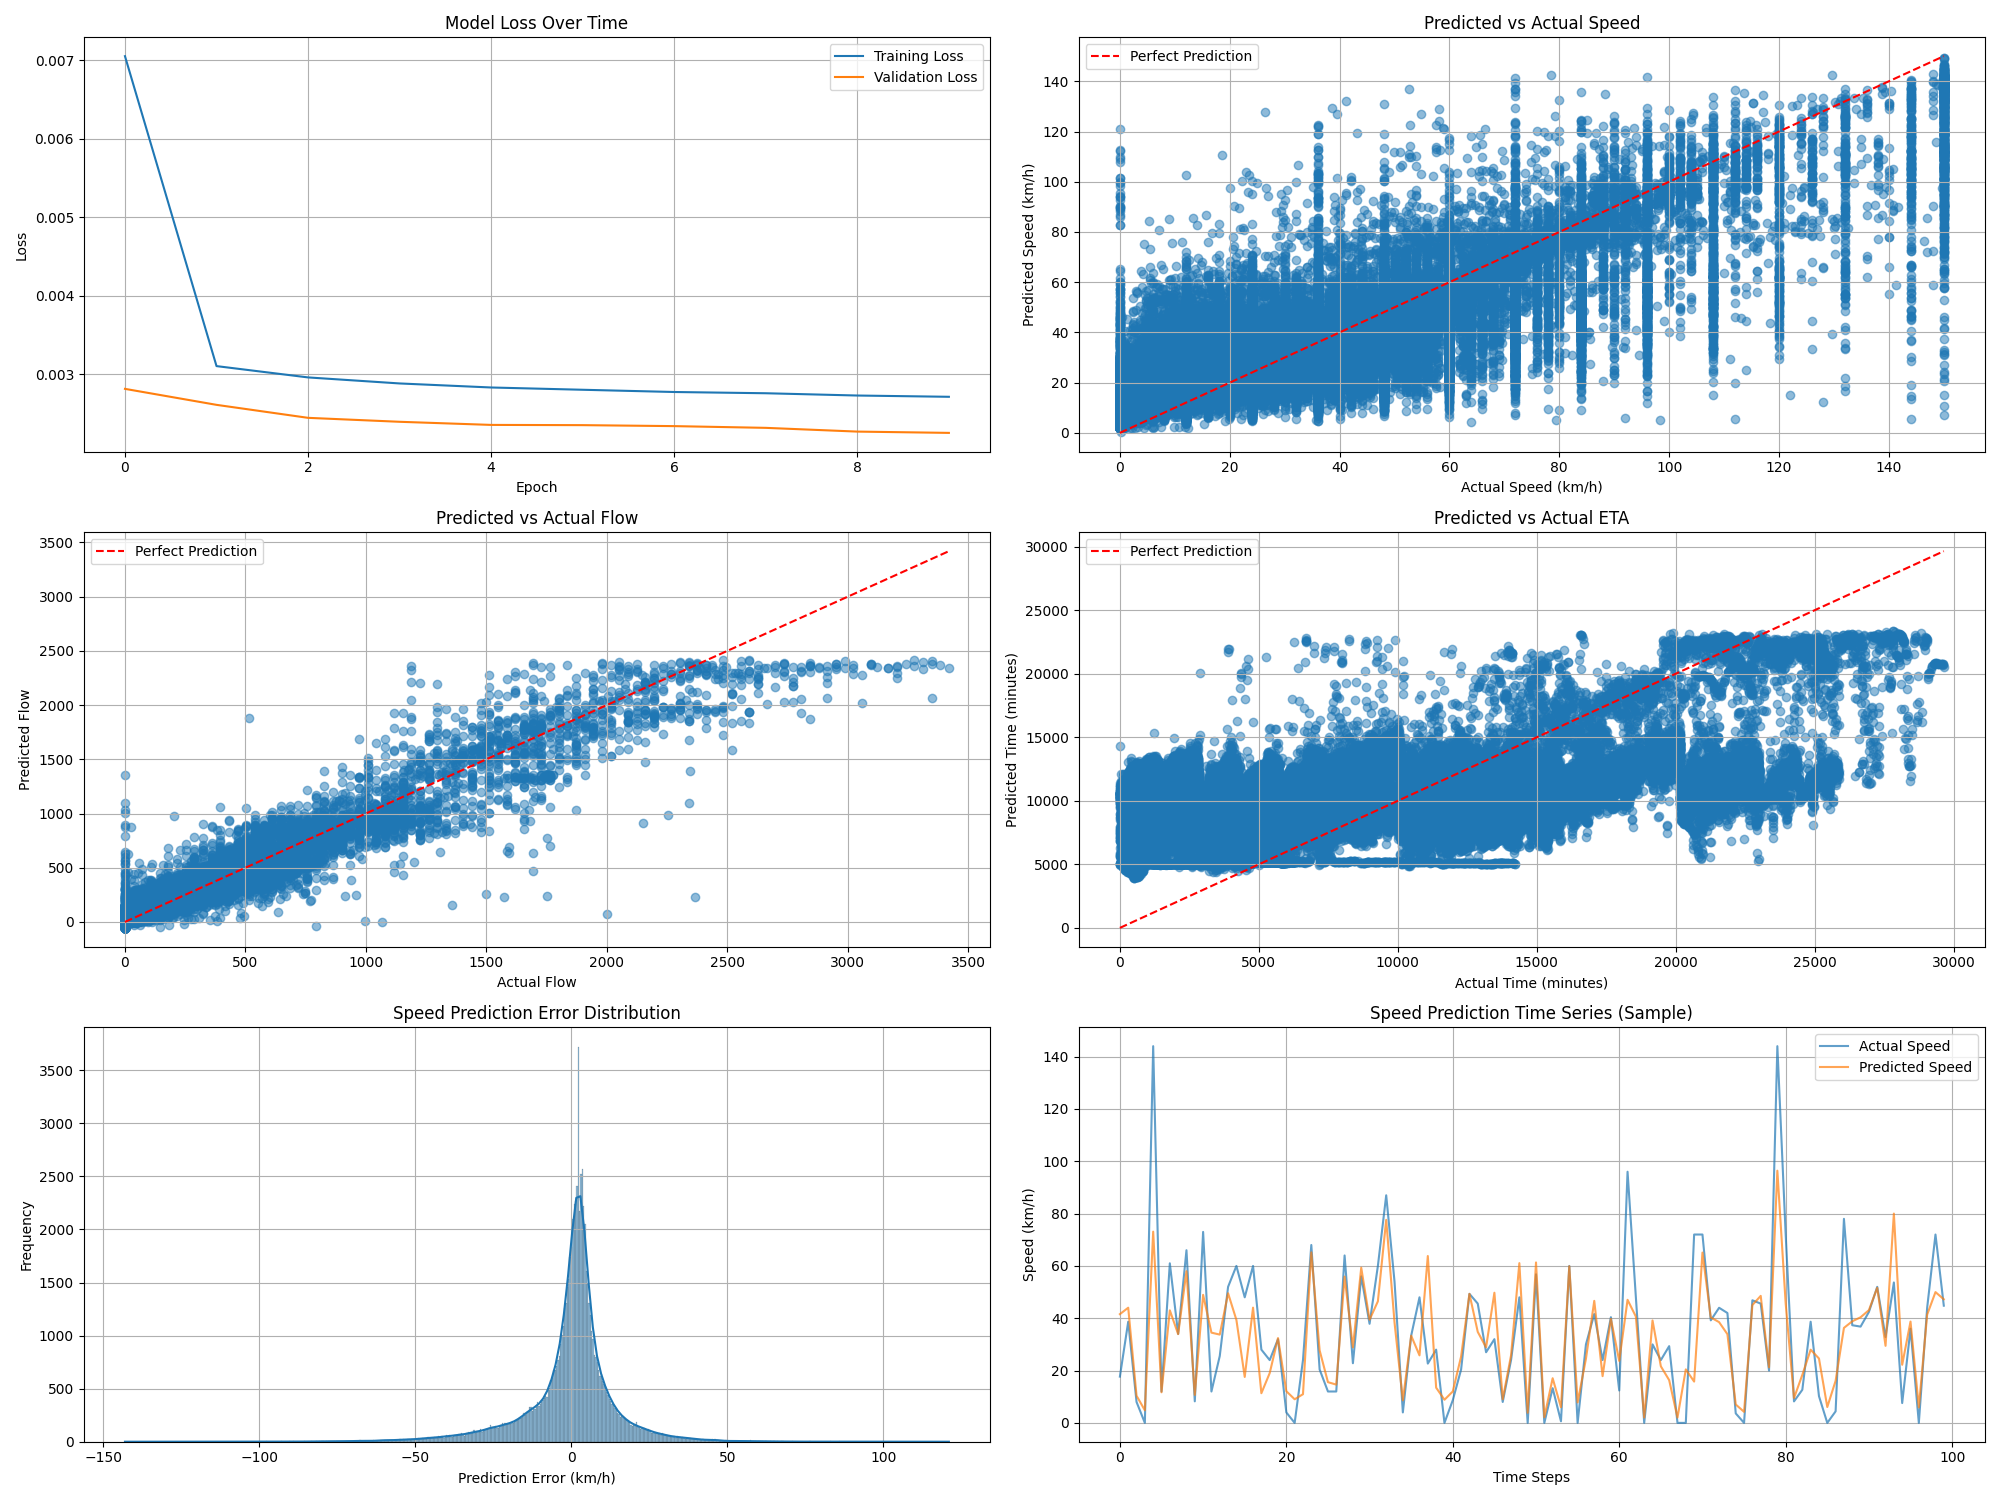 Model Loss Over Time
Training Loss
Validation Loss
0.007
0.006
0.005
0.004
0.003
Loss
0 2 4 6 8
Epoch
Predicted vs Actual Speed
Perfect Prediction
140
120
100
80
60
40
20
0
Predicted Speed (km/h)
0 20 40 60 80 100 120 140
Actual Speed (km/h)
Predicted vs Actual Flow
Perfect Prediction
3500
3000
2500
2000
1500
1000
500
0
Predicted Flow
0 500 1000 1500 2000 2500 3000 3500
Actual Flow
Predicted vs Actual ETA
Perfect Prediction
30000
25000
20000
15000
10000
5000
0
Predicted Time (minutes)
0 5000 10000 15000 20000 25000 30000
Actual Time (minutes)
Speed Prediction Error Distribution
3500
3000
2500
2000
1500
1000
500
0
Frequency
−150 −100 −50 0 50 100
Prediction Error (km/h)
Speed Prediction Time Series (Sample)
Actual Speed
Predicted Speed
140
120
100
80
60
40
20
0
Speed (km/h)
0 20 40 60 80 100
Time Steps